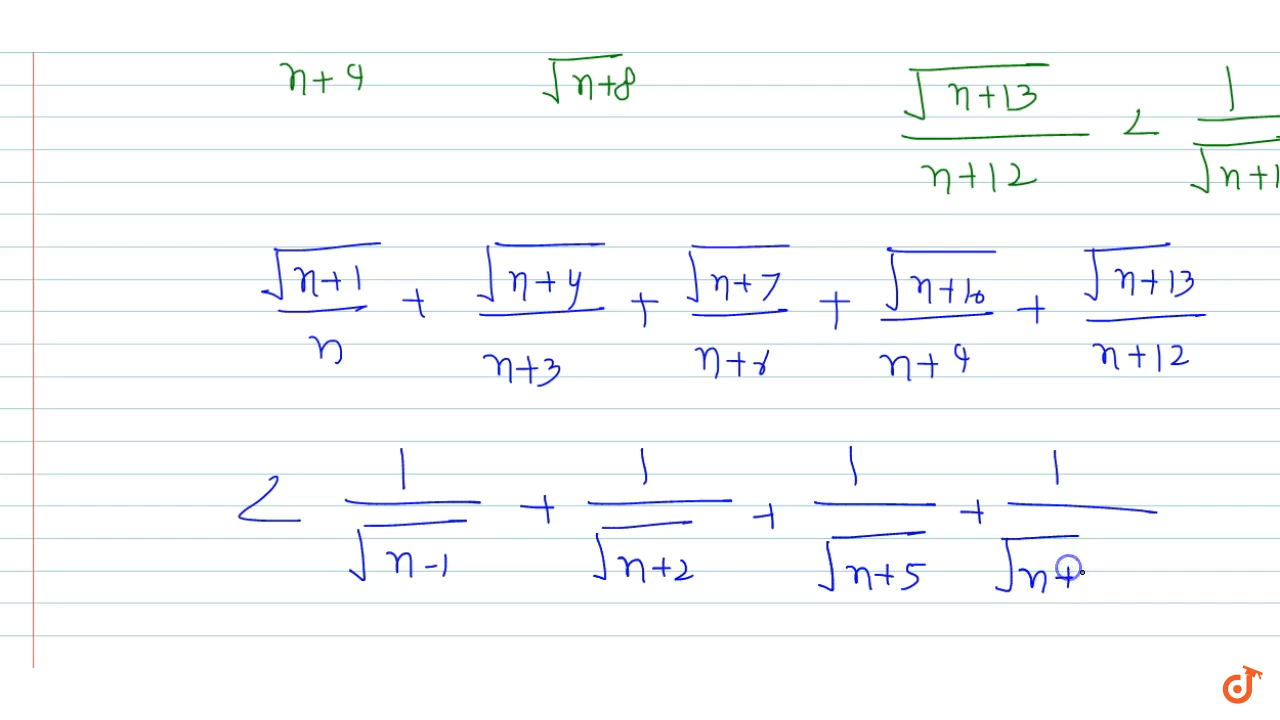 n+9 √n+8 √n+13/n+12 < 1/√n+1
√n+1/n + √n+4/n+3 + √n+7/n+6 + √n+10/n+9 + √n+13/n+12
< 1/√n-1 + 1/√n+2 + 1/√n+5 + 1/√n+